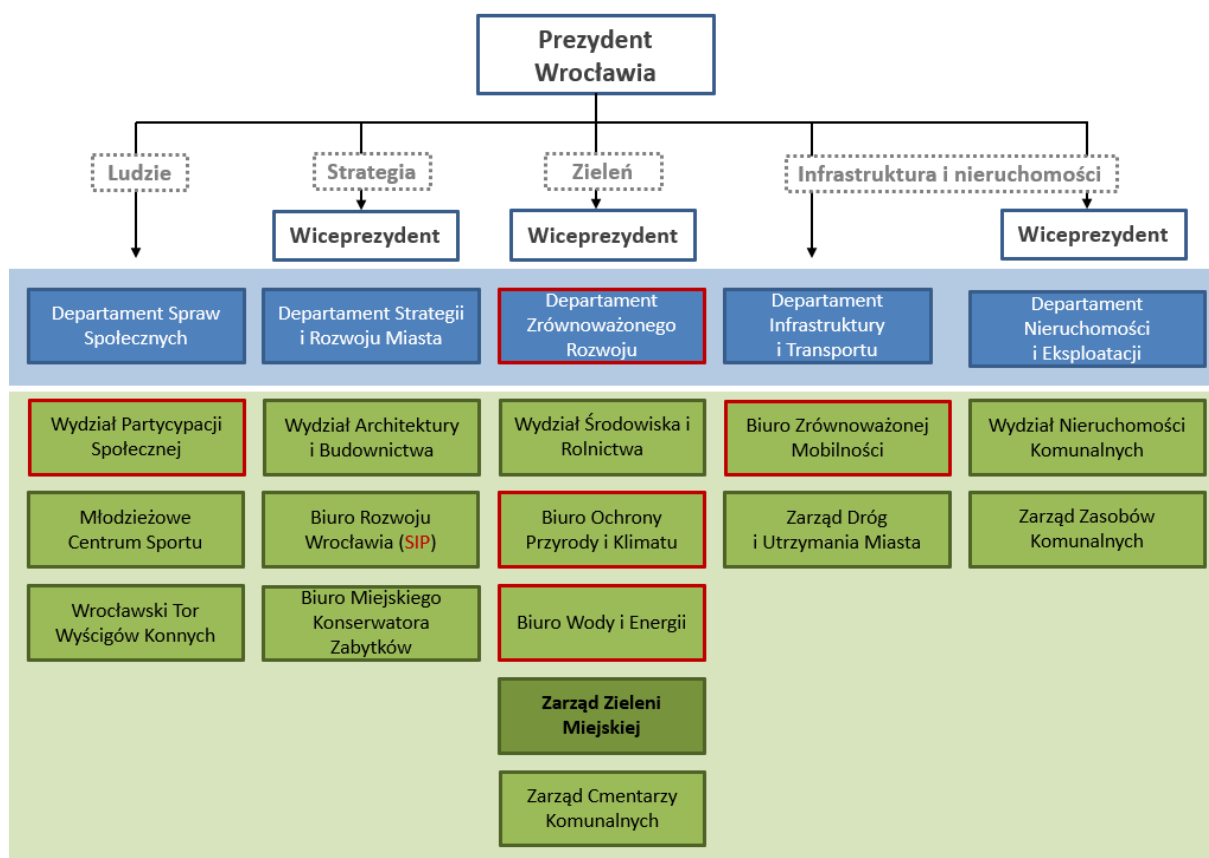 Prezydent
Wrocławia
Ludzie
Strategia
Zieleń
Infrastruktura i nieruchomości
Wiceprezydent
Wiceprezydent
Wiceprezydent
Departament Spraw
Społecznych
Departament Strategii
i Rozwoju Miasta
Departament
Zrównoważonego
Rozwoju
Departament
Infrastruktury
i Transportu
Departament
Nieruchomości
i Eksploatacji
Wydział Partycypacji
Społecznej
Wydział Architektury
i Budownictwa
Wydział Środowiska i
Rolnictwa
Biuro Zrównoważonej
Mobilności
Wydział Nieruchomości
Komunalnych
Młodzieżowe
Centrum Sportu
Biuro Rozwoju
Wrocławia (SIP)
Biuro Ochrony
Przyrody i Klimatu
Zarząd Dróg
i Utrzymania Miasta
Zarząd Zasobów
Komunalnych
Wrocławski Tor
Wyścigów Konnych
Biuro Miejskiego
Konserwatora
Zabytków
Biuro Wody i Energii
Zarząd Zieleni
Miejskiej
Zarząd Cmentarzy
Komunalnych